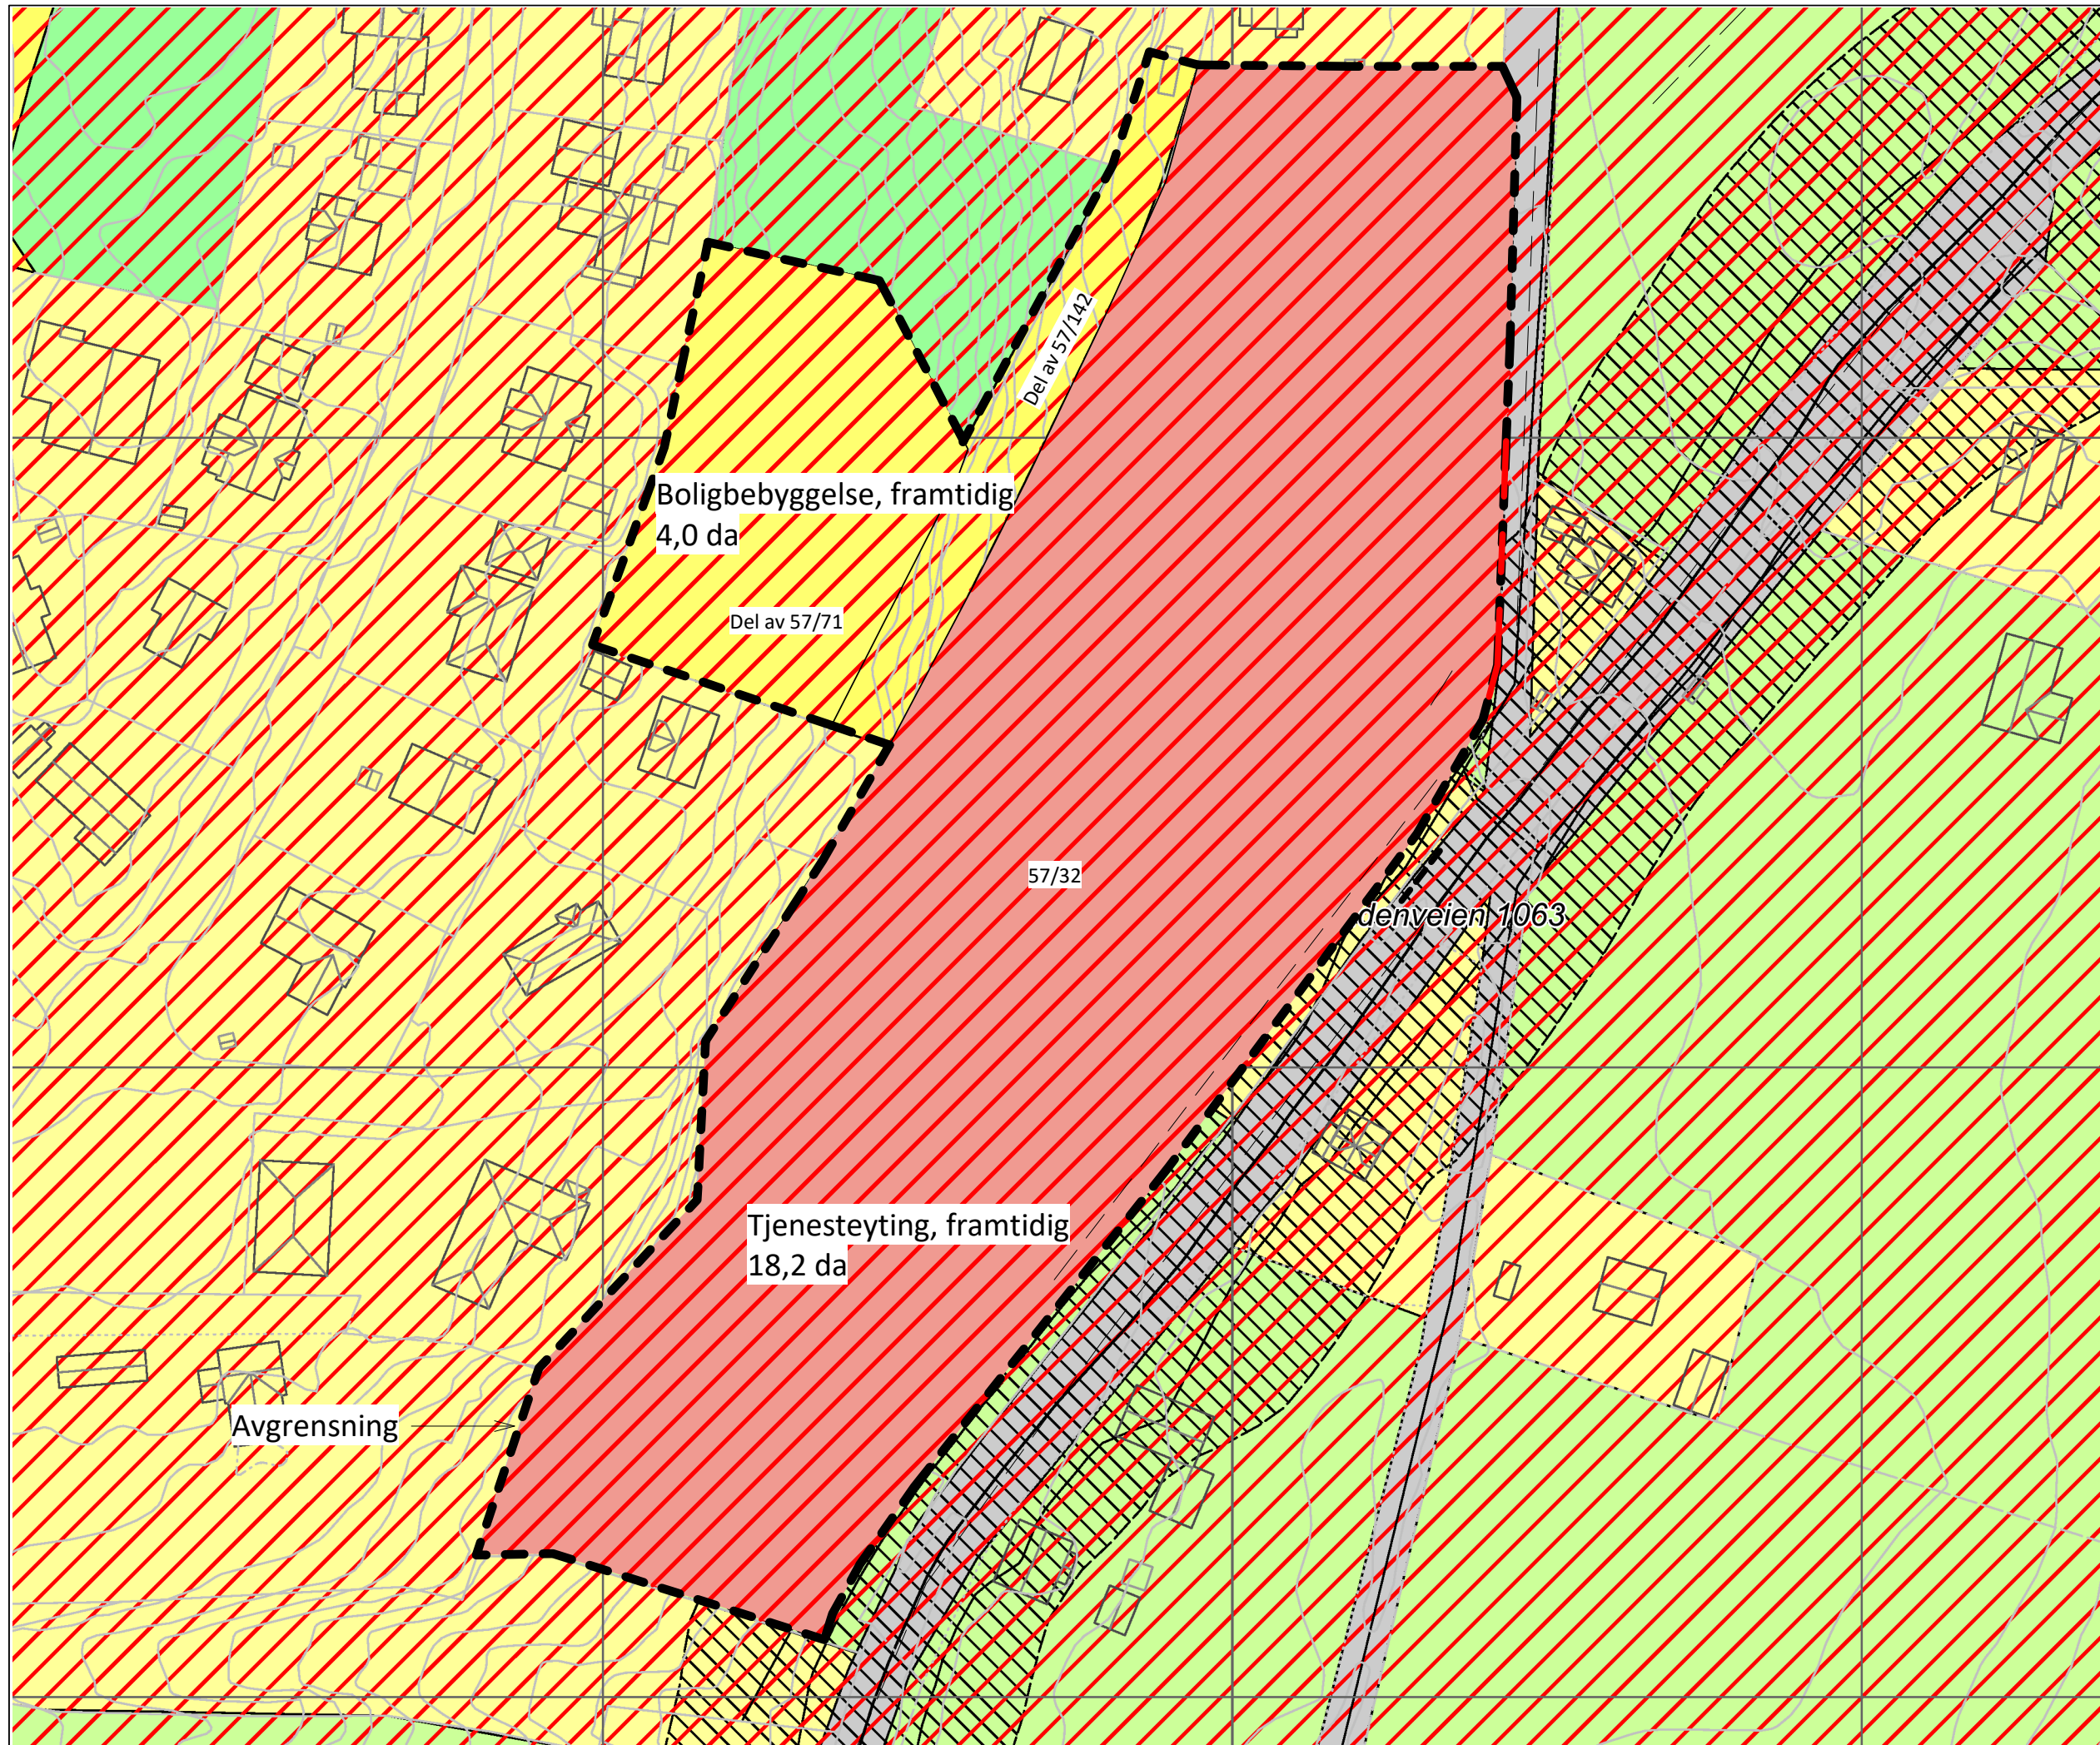 Del av 57/142
Boligbebyggelse, framtidig
4,0 da
Del av 57/71
57/32
denveien 1063
Tjenesteyting, framtidig
18,2 da
Avgrensning